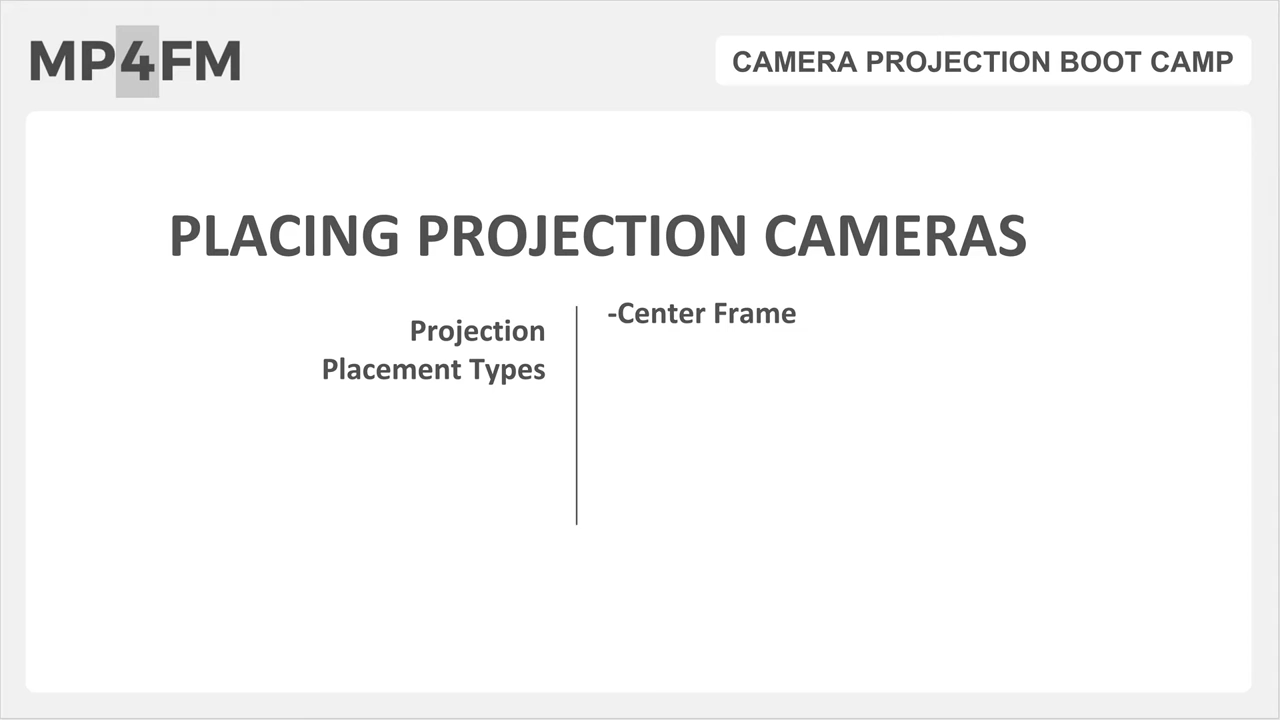 MP4FM
CAMERA PROJECTION BOOT CAMP
PLACING PROJECTION CAMERAS
Projection
Placement Types
-Center Frame